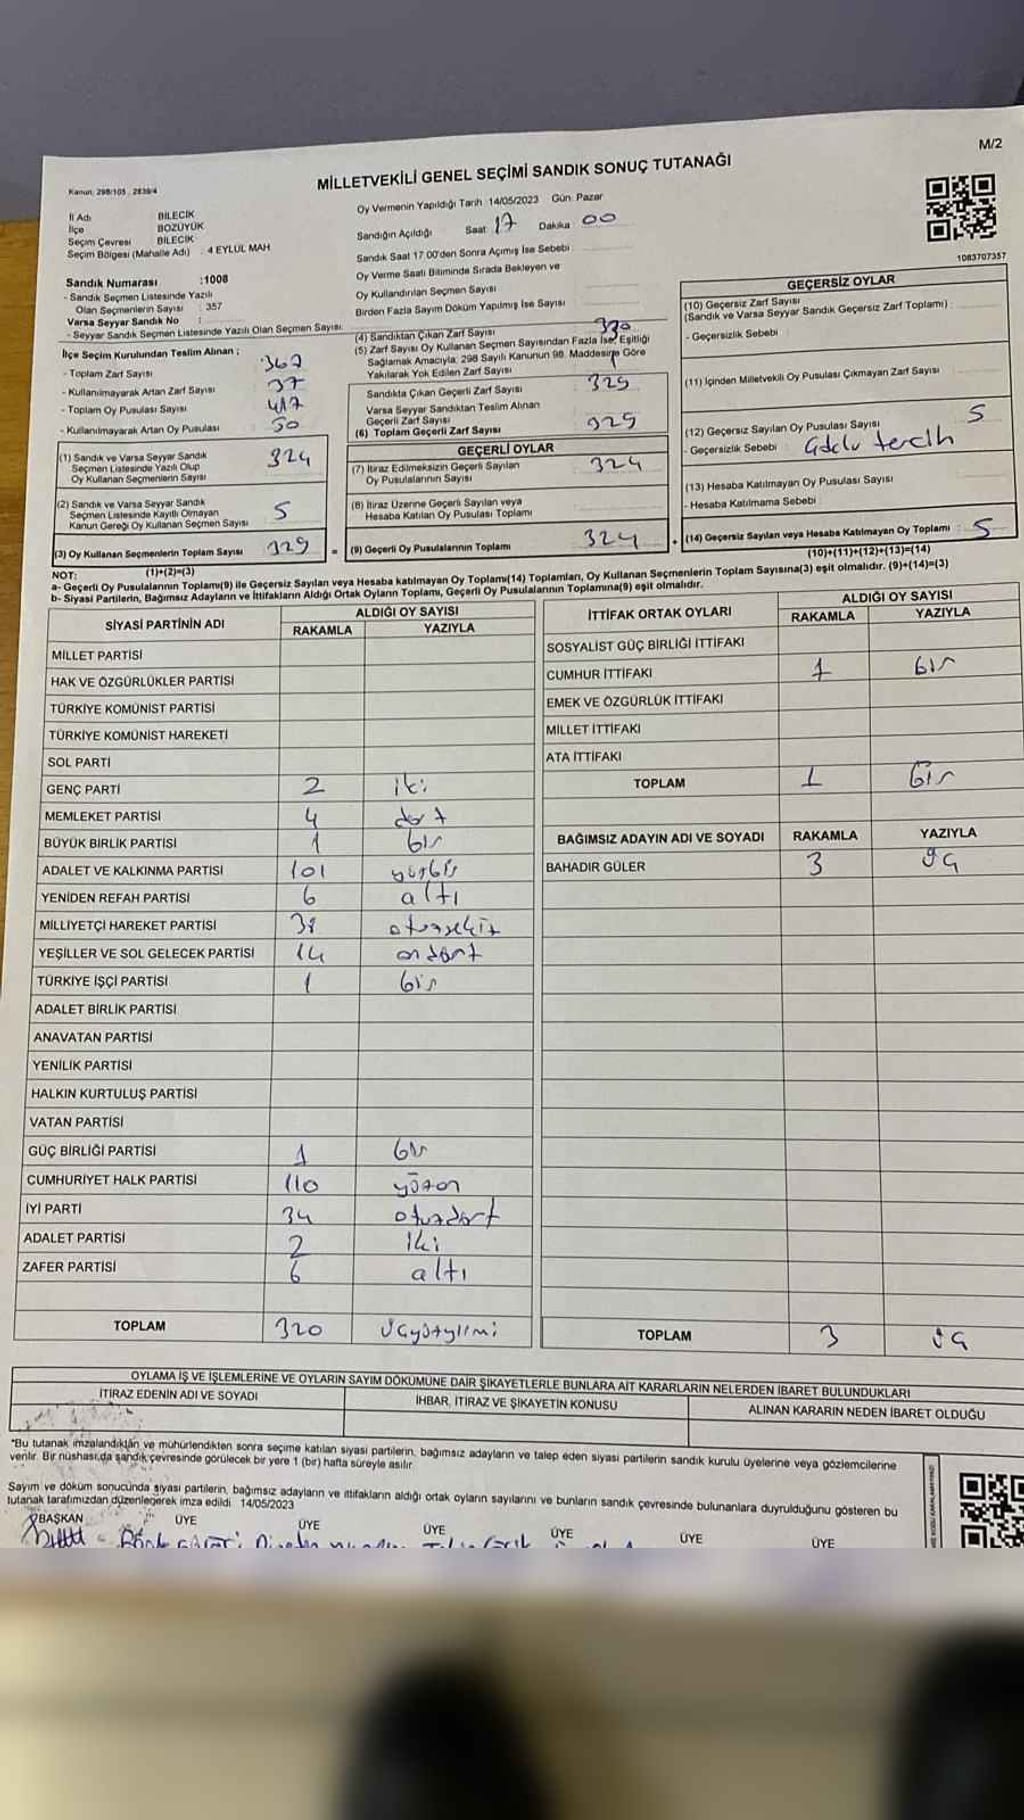 M/2
MİLLETVEKİLİ GENEL SEÇİMİ SANDIK SONUÇ TUTANAĞI
Kanun: 298/105, 2839/4
İl Adı BİLECİK
İlçe BOZÜYÜK
Seçim Çevresi BİLECİK
Seçim Bölgesi (Mahalle Adı) : 4 EYLÜL MAH
Oy Vermenin Yapıldığı Tarih : 14/05/2023 Gün: Pazar
Sandığın Açıldığı Saat 17 Dakika 00
Sandık Saat 17.00'den Sonra Açmış İse Sebebi
Oy Verme Saati Bitiminde Sırada Bekleyen ve
Oy Kullandırılan Seçmen Sayısı
Birden Fazla Sayım Döküm Yapılmış İse Sayısı
1083707357
Sandık Numarası :1008
- Sandık Seçmen Listesinde Yazılı
Olan Seçmenlerin Sayısı : 357
Varsa Seyyar Sandık No :
- Seyyar Sandık Seçmen Listesinde Yazılı Olan Seçmen Sayısı
İlçe Seçim Kurulundan Teslim Alınan ;
- Toplam Zarf Sayısı 367
- Kullanılmayarak Artan Zarf Sayısı 37
- Toplam Oy Pusulası Sayısı 417
- Kullanılmayarak Artan Oy Pusulası 50
(1) Sandık ve Varsa Seyyar Sandık
Seçmen Listesinde Yazılı Olup
Oy Kullanan Seçmenlerin Sayısı 324
(2) Sandık ve Varsa Seyyar Sandık
Seçmen Listesinde Kayıtlı Olmayan
Kanun Gereği Oy Kullanan Seçmen Sayısı 5
(3) Oy Kullanan Seçmenlerin Toplam Sayısı 329 =
(1)+(2)=(3)
(4) Sandıktan Çıkan Zarf Sayısı 330
(5) Zarf Sayısı Oy Kullanan Seçmen Sayısından Fazla İse, Eşitliği
Sağlamak Amacıyla, 298 Sayılı Kanunun 98. Maddesine Göre
Yakılarak Yok Edilen Zarf Sayısı 1
Sandıkta Çıkan Geçerli Zarf Sayısı 329
Varsa Seyyar Sandıktan Teslim Alınan
Geçerli Zarf Sayısı
(6) Toplam Geçerli Zarf Sayısı 329
GEÇERLİ OYLAR
(7) İtiraz Edilmeksizin Geçerli Sayılan
Oy Pusulalarının Sayısı 324
(8) İtiraz Üzerine Geçerli Sayılan veya
Hesaba Katılan Oy Pusulası Toplamı
(9) Geçerli Oy Pusulalarının Toplamı 324 +
GEÇERSİZ OYLAR
(10) Geçersiz Zarf Sayısı
(Sandık ve Varsa Seyyar Sandık Geçersiz Zarf Toplamı)
- Geçersizlik Sebebi :
(11) İçinden Milletvekili Oy Pusulası Çıkmayan Zarf Sayısı
(12) Geçersiz Sayılan Oy Pusulası Sayısı 5
- Geçersizlik Sebebi : tercih
(13) Hesaba Katılmayan Oy Pusulası Sayısı
- Hesaba Katılmama Sebebi
(14) Geçersiz Sayılan veya Hesaba Katılmayan Oy Toplamı : 5
(10)+(11)+(12)+(13)=(14)
NOT:
a- Geçerli Oy Pusulalarının Toplamı(9) ile Geçersiz Sayılan veya Hesaba katılmayan Oy Toplamı(14) Toplamları, Oy Kullanan Seçmenlerin Toplam Sayısına(3) eşit olmalıdır. (9)+(14)=(3)
b- Siyasi Partilerin, Bağımsız Adayların ve İttifakların Aldığı Ortak Oyların Toplamı, Geçerli Oy Pusulalarının Toplamına(9) eşit olmalıdır.
SİYASİ PARTİNİN ADI ALDIĞI OY SAYISI
RAKAMLA YAZIYLA
MİLLET PARTİSİ
HAK VE ÖZGÜRLÜKLER PARTİSİ
TÜRKİYE KOMÜNİST PARTİSİ
TÜRKİYE KOMÜNİST HAREKETİ
SOL PARTİ
GENÇ PARTİ 2 iki
MEMLEKET PARTİSİ 4 dört
BÜYÜK BİRLİK PARTİSİ 1 bir
ADALET VE KALKINMA PARTİSİ 101 yüzbir
YENİDEN REFAH PARTİSİ 6 altı
MİLLİYETÇİ HAREKET PARTİSİ 38 otuzsekiz
YEŞİLLER VE SOL GELECEK PARTİSİ 14 ondört
TÜRKİYE İŞÇİ PARTİSİ 1 bir
ADALET BİRLİK PARTİSİ
ANAVATAN PARTİSİ
YENİLİK PARTİSİ
HALKIN KURTULUŞ PARTİSİ
VATAN PARTİSİ
GÜÇ BİRLİĞİ PARTİSİ 1 bir
CUMHURİYET HALK PARTİSİ 110 yüzon
İYİ PARTİ 34 otuzdört
ADALET PARTİSİ 2 iki
ZAFER PARTİSİ 6 altı
TOPLAM 320 üçyüzyirmi
İTTİFAK ORTAK OYLARI ALDIĞI OY SAYISI
RAKAMLA YAZIYLA
SOSYALİST GÜÇ BİRLİĞİ İTTİFAKI
CUMHUR İTTİFAKI 1 bir
EMEK VE ÖZGÜRLÜK İTTİFAKI
MİLLET İTTİFAKI
ATA İTTİFAKI
TOPLAM 1 bir
BAĞIMSIZ ADAYIN ADI VE SOYADI RAKAMLA YAZIYLA
BAHADIR GÜLER 3 üç
TOPLAM 3 üç
OYLAMA İŞ VE İŞLEMLERİNE VE OYLARIN SAYIM DÖKÜMÜNE DAİR ŞİKAYETLERLE BUNLARA AİT KARARLARIN NELERDEN İBARET BULUNDUKLARI
İTİRAZ EDENİN ADI VE SOYADI İHBAR, İTİRAZ VE ŞİKAYETİN KONUSU ALINAN KARARIN NEDEN İBARET OLDUĞU
"Bu tutanak imzalandıktan ve mühürlendikten sonra seçime katılan siyasi partilerin, bağımsız adayların ve talep eden siyasi partilerin sandık kurulu üyelerine veya gözlemcilerine
verilir. Bir nüshası da sandık çevresinde görülecek bir yere 1 (bir) hafta süreyle asılır.
Sayım ve döküm sonucunda siyasi partilerin, bağımsız adayların ve ittifakların aldığı ortak oyların sayılarını ve bunların sandık çevresinde bulunanlara duyrulduğunu gösteren bu
tutanak tarafımızdan düzenlegerek imza edildi. 14/05/2023
BAŞKAN ÜYE ÜYE ÜYE ÜYE ÜYE ÜYE